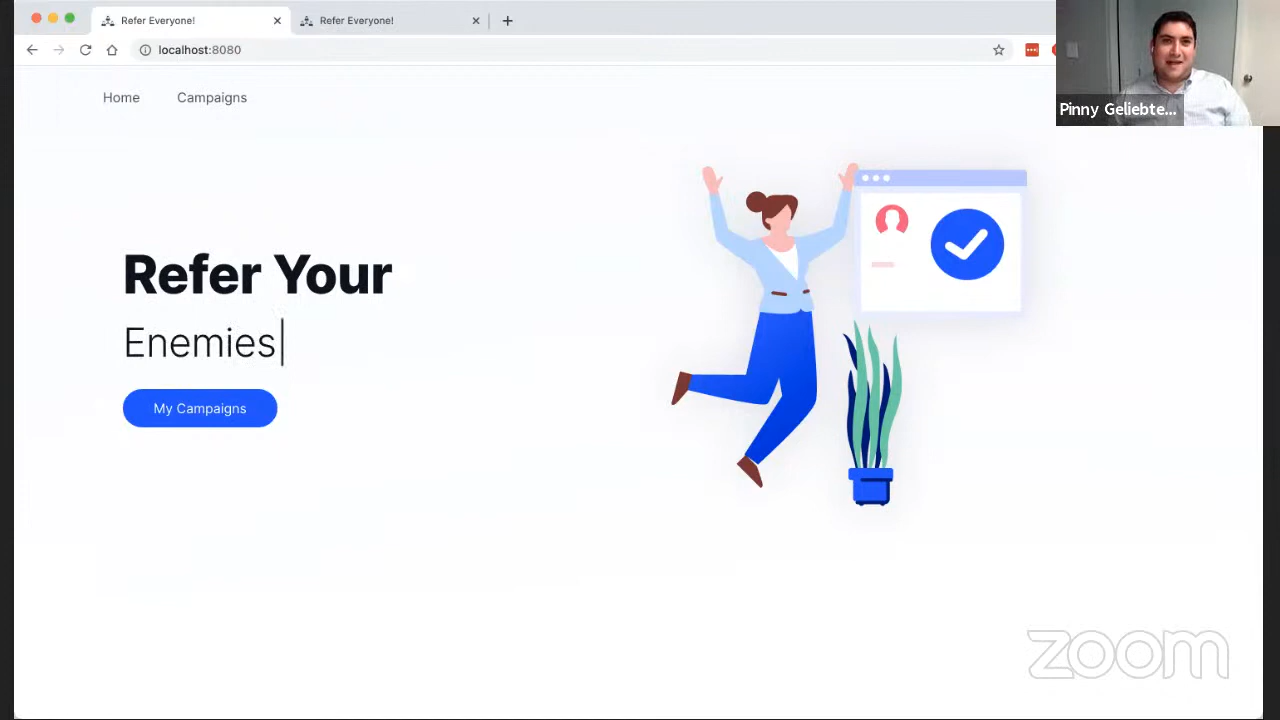 Refer Everyone!
Refer Everyone!
localhost:8080
Pinny Geliebte...
Home
Campaigns
Refer Your
Enemies
My Campaigns
zoom